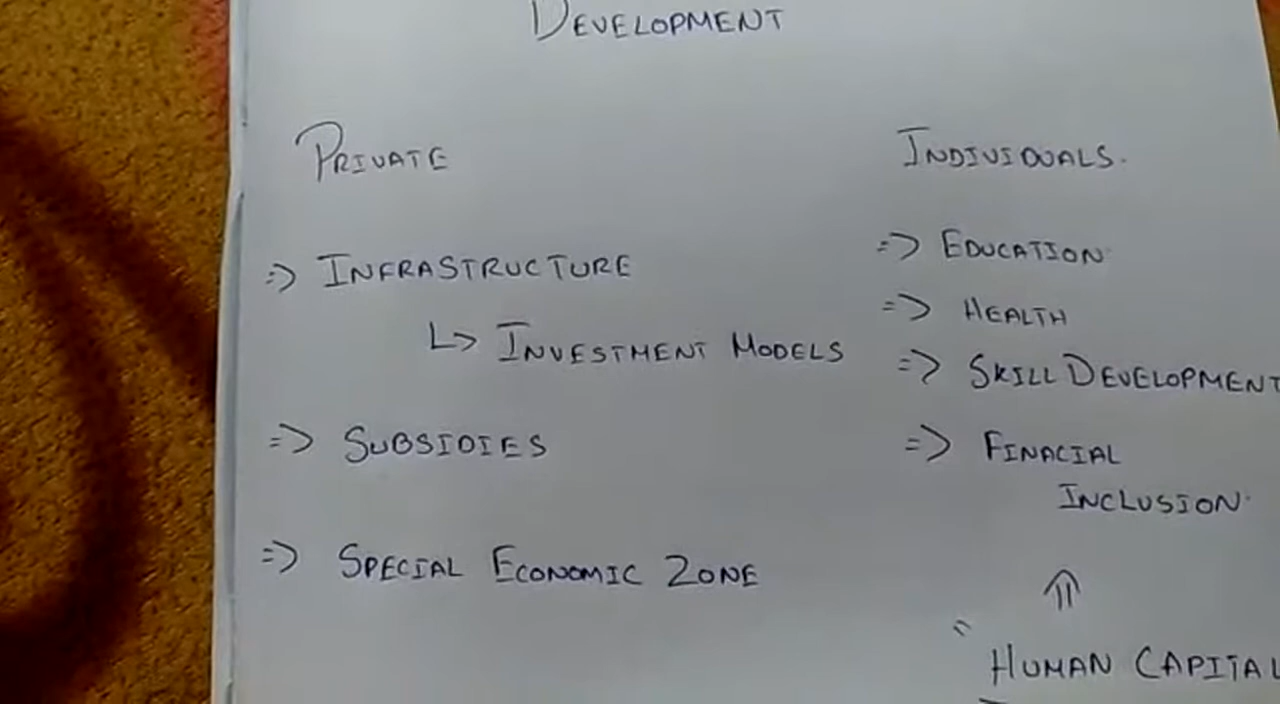 DEVELOPMENT
PRIVATE
=> INFRASTRUCTURE
↳ INVESTMENT MODELS
=> SUBSIDIES
=> SPECIAL ECONOMIC ZONE
INDIVIDUALS.
=> EDUCATION
=> HEALTH
=> SKILL DEVELOPMENT
=> FINACIAL
INCLUSION
⇑
" HUMAN CAPITAL